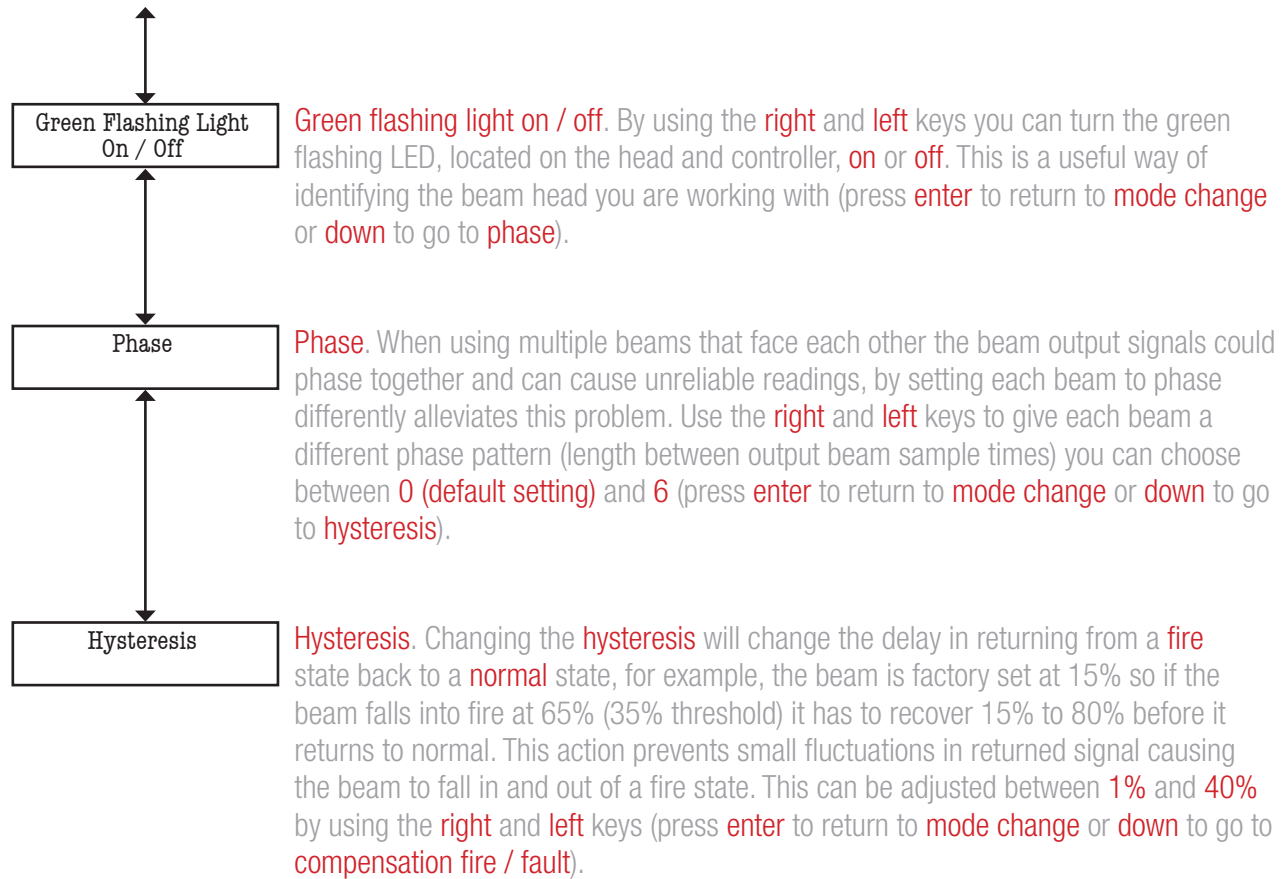 Green Flashing Light
On / Off
Green flashing light on / off. By using the right and left keys you can turn the green
flashing LED, located on the head and controller, on or off. This is a useful way of
identifying the beam head you are working with (press enter to return to mode change
or down to go to phase).
Phase
Phase. When using multiple beams that face each other the beam output signals could
phase together and can cause unreliable readings, by setting each beam to phase
differently alleviates this problem. Use the right and left keys to give each beam a
different phase pattern (length between output beam sample times) you can choose
between 0 (default setting) and 6 (press enter to return to mode change or down to go
to hysteresis).
Hysteresis
Hysteresis. Changing the hysteresis will change the delay in returning from a fire
state back to a normal state, for example, the beam is factory set at 15% so if the
beam falls into fire at 65% (35% threshold) it has to recover 15% to 80% before it
returns to normal. This action prevents small fluctuations in returned signal causing
the beam to fall in and out of a fire state. This can be adjusted between 1% and 40%
by using the right and left keys (press enter to return to mode change or down to go to
compensation fire / fault).